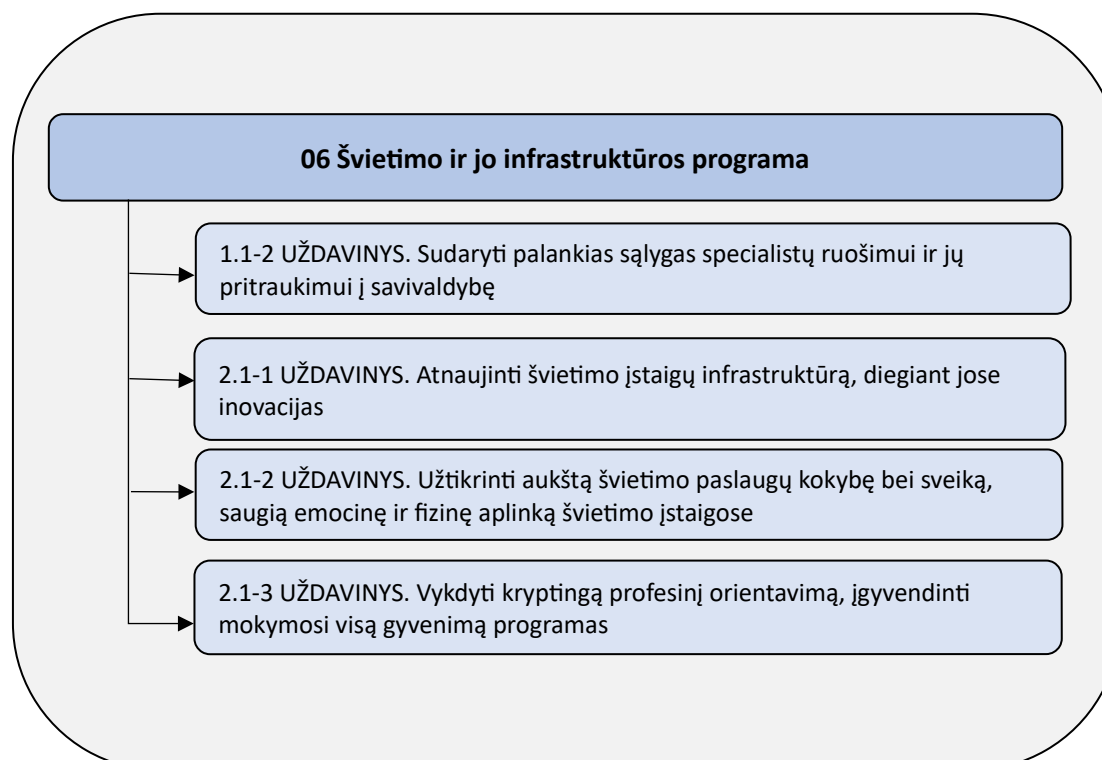 06 Švietimo ir jo infrastruktūros programa
1.1-2 UŽDAVINYS. Sudaryti palankias sąlygas specialistų ruošimui ir jų
pritraukimui į savivaldybę
2.1-1 UŽDAVINYS. Atnaujinti švietimo įstaigų infrastruktūrą, diegiant jose
inovacijas
2.1-2 UŽDAVINYS. Užtikrinti aukštą švietimo paslaugų kokybę bei sveiką,
saugią emocinę ir fizinę aplinką švietimo įstaigose
2.1-3 UŽDAVINYS. Vykdyti kryptingą profesinį orientavimą, įgyvendinti
mokymosi visą gyvenimą programas